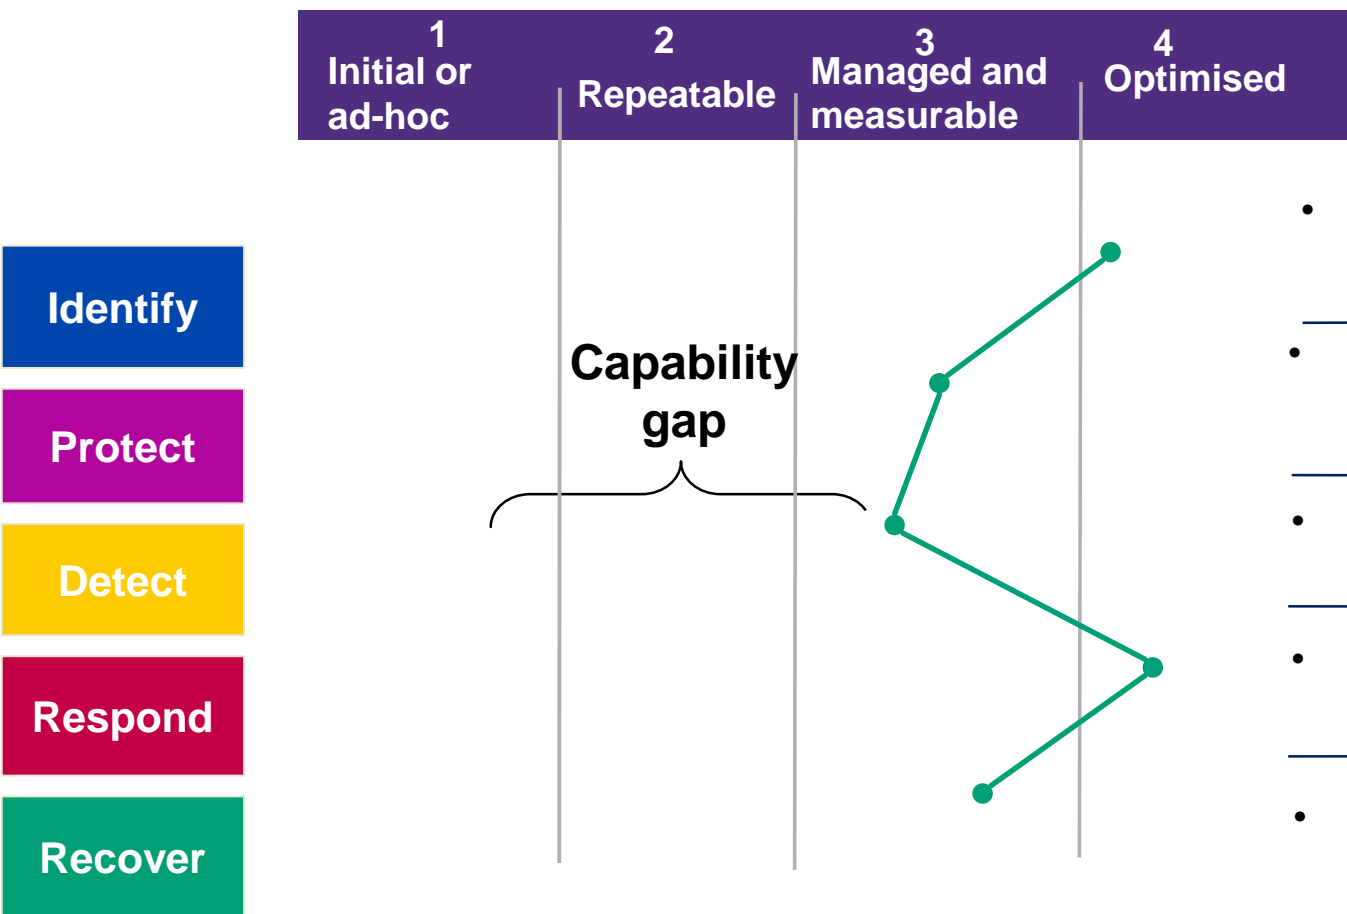 1
Initial or
ad-hoc
2
Repeatable
3
Managed and
measurable
4
Optimised
Identify
Capability
gap
Protect
Detect
Respond
Recover